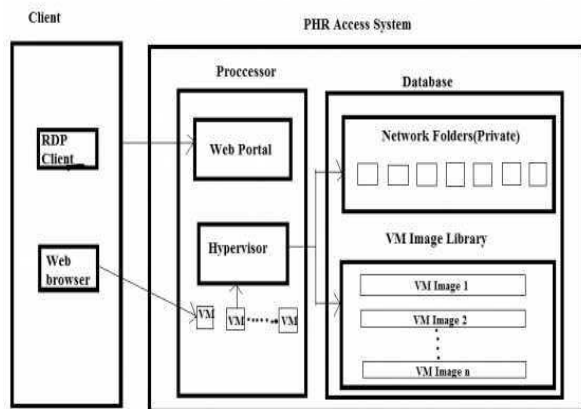 Client
PHR Access System
Proccessor
Database
RDP
Client
Web
browser
Web Portal
Hypervisor
VM
VM
VM
Network Folders(Private)
VM Image Library
VM Image 1
VM Image 2
VM Image n